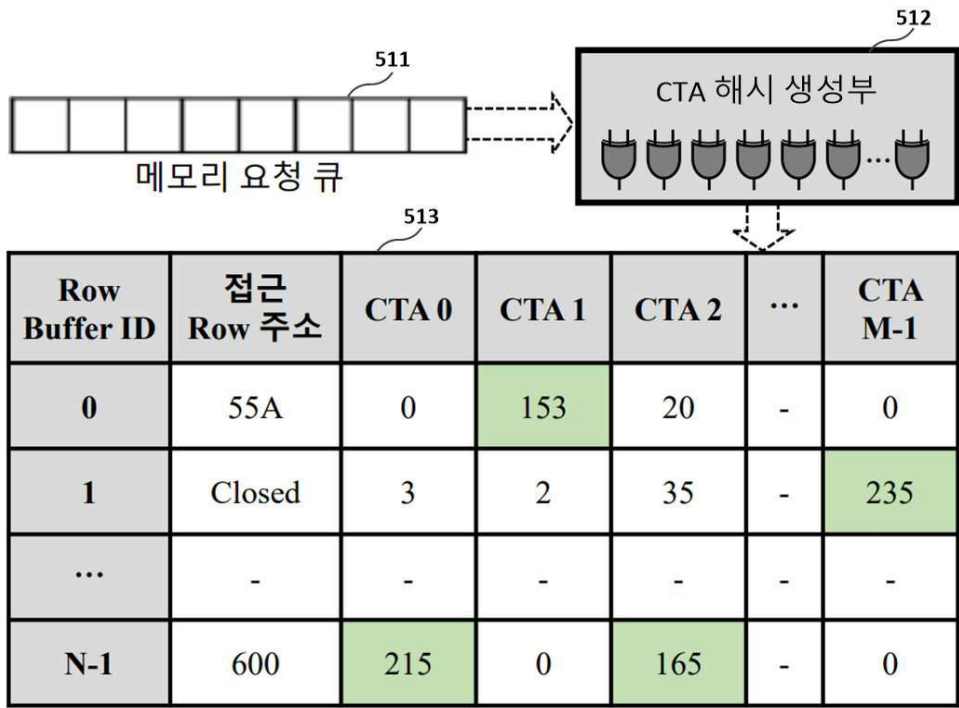 512
511
CTA 해시 생성부
...
메모리 요청 큐
513
Row Buffer ID 접근 Row 주소 CTA 0 CTA 1 CTA 2 ... CTA M-1
0 55A 0 153 20 - 0
1 Closed 3 2 35 - 235
... - - - - - -
N-1 600 215 0 165 - 0